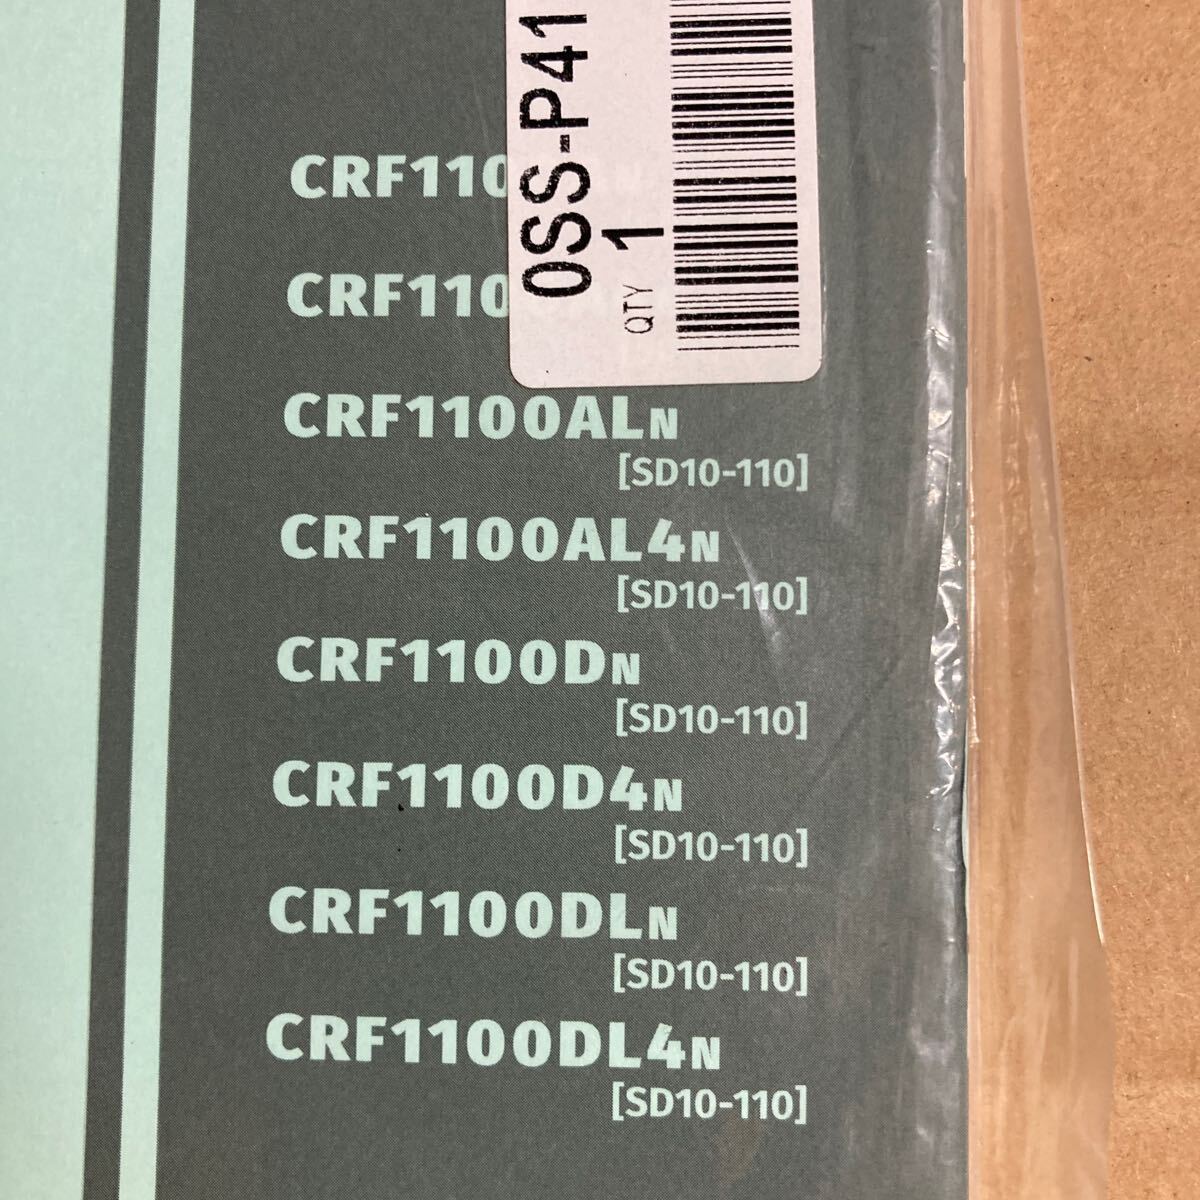 CRF110
CRF110
CRF1100ALN
[SD10-110]
CRF1100AL4N
[SD10-110]
CRF1100DN
[SD10-110]
CRF1100D4N
[SD10-110]
CRF1100DLN
[SD10-110]
CRF1100DL4N
[SD10-110]
0SS-P41
QTY 1